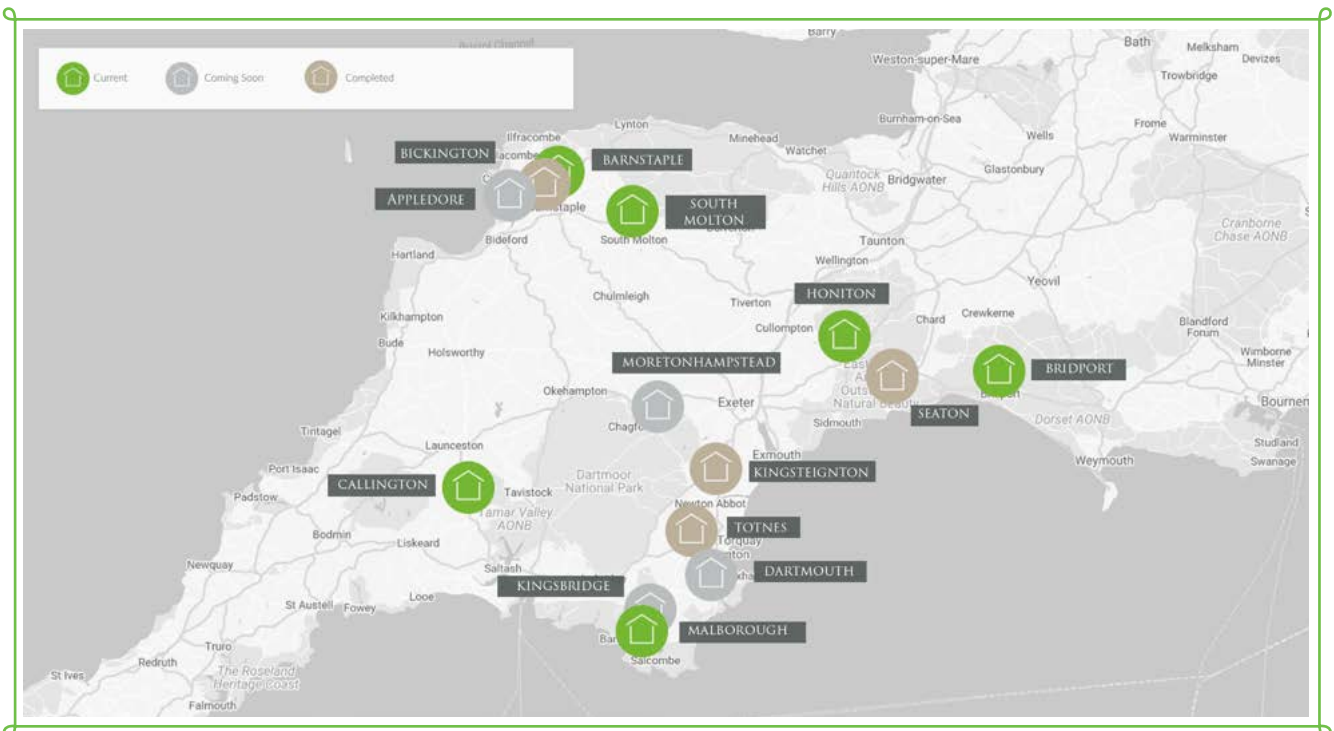 Barry
Bristol Channel
Bath
Melksham
Devizes
Weston-super-Mare
Trowbridge
Current
Coming Soon
Completed
Burnham-on-Sea
Frome
Lynton
Ilfracombe
Minehead
Wells
Warminster
BICKINGTON
BARNSTAPLE
Watchet
Glastonbury
Quantock
Hills AONB
Bridgwater
APPLEDORE
SOUTH
MOLTON
Cranborne
Chase AONB
Bideford
South Molton
Taunton
Hartland
Wellington
Yeovil
HONITON
Chulmleigh
Tiverton
Kilkhampton
Cullompton
Chard
Crewkerne
Blandford
Forum
Bude
Holsworthy
Wimborne
Minster
MORETONHAMPSTEAD
BRIDPORT
Okehampton
Exeter
Natural Beauty
SEATON
Bournem
Tintagel
Chagfo
Sidmouth
Dorset AONB
Launceston
Studland
Port Isaac
Exmouth
Weymouth
Swanage
KINGSTEIGNTON
CALLINGTON
Dartmoor
National Park
Padstow
Tavistock
Newton Abbot
Tamar Valley
AONB
TOTNES
Bodmin
Liskeard
Torquay
Newquay
Saltash
DARTMOUTH
KINGSBRIDGE
Looe
St Austell
Fowey
MALBOROUGH
Truro
Salcombe
Redruth
The Roseland
Heritage Coast
St Ives
Falmouth